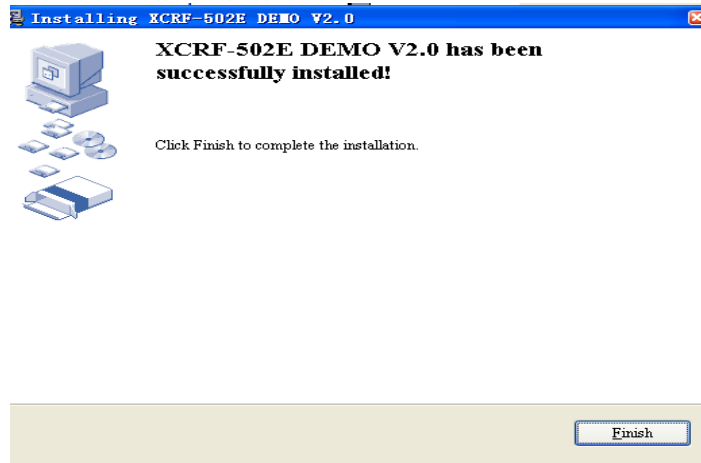 Installing XCRF-502E DEMO V2.0
XCRF-502E DEMO V2.0 has been
successfully installed!
Click Finish to complete the installation.
Finish